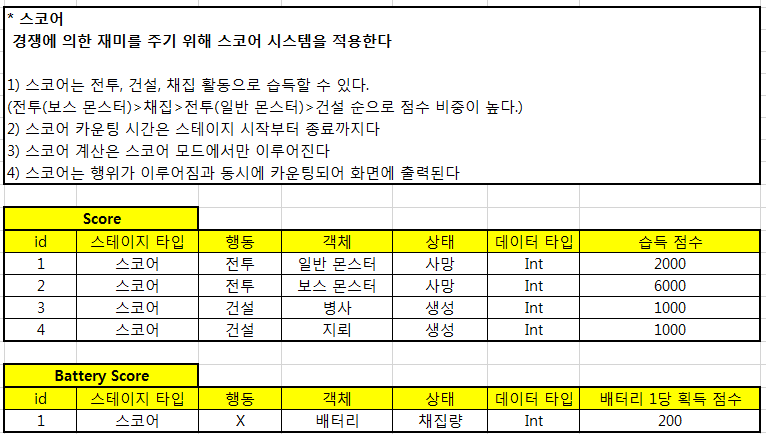 * 스코어
경쟁에 의한 재미를 주기 위해 스코어 시스템을 적용한다
1) 스코어는 전투, 건설, 채집 활동으로 습득할 수 있다.
(전투(보스 몬스터)>채집>전투(일반 몬스터)>건설 순으로 점수 비중이 높다.)
2) 스코어 카운팅 시간은 스테이지 시작부터 종료까지다
3) 스코어 계산은 스코어 모드에서만 이루어진다
4) 스코어는 행위가 이루어짐과 동시에 카운팅되어 화면에 출력된다
Score
id 스테이지 타입 행동 객체 상태 데이터 타입 습득 점수
1 스코어 전투 일반 몬스터 사망 Int 2000
2 스코어 전투 보스 몬스터 사망 Int 6000
3 스코어 건설 병사 생성 Int 1000
4 스코어 건설 지뢰 생성 Int 1000
Battery Score
id 스테이지 타입 행동 객체 상태 데이터 타입 배터리 1당 획득 점수
1 스코어 X 배터리 채집량 Int 200